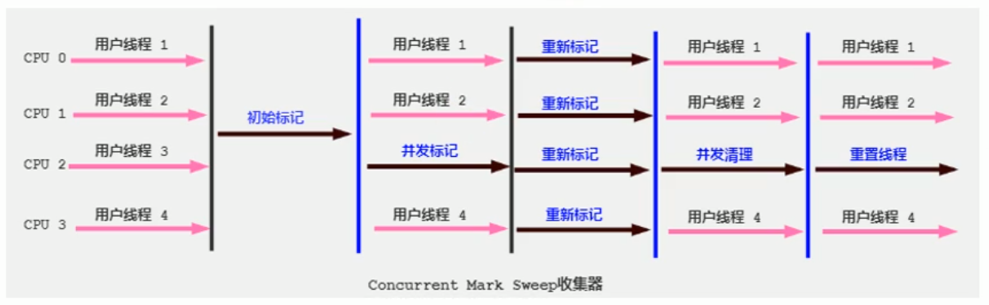 用户线程 1 用户线程 1 重新标记 用户线程 1 用户线程 1
CPU 0
用户线程 2 用户线程 2 重新标记 用户线程 2 用户线程 2
CPU 1 初始标记
用户线程 3 并发标记 重新标记 并发清理 重置线程
CPU 2
用户线程 4 用户线程 4 重新标记 用户线程 4 用户线程 4
CPU 3
Concurrent Mark Sweep收集器